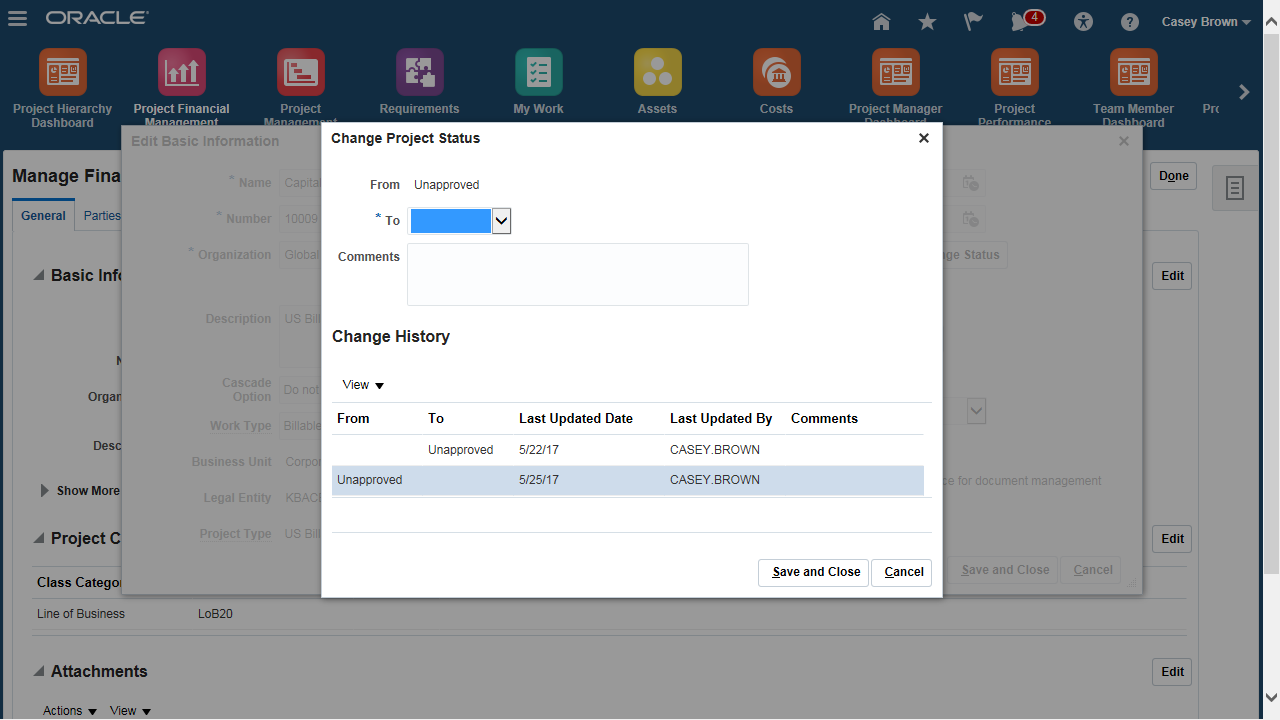 ORACLE
4
Casey Brown
Project Hierarchy Dashboard
Project Financial Management
Project Management
Requirements
My Work
Assets
Costs
Project Manager Dashboard
Project Performance
Team Member Dashboard
Edit Basic Information
Change Project Status
Manage Fina
Done
* Name Capital
From Unapproved
General Parties
* Number 10009
* To
* Organization Global
ge Status
Comments
Basic Info
Edit
Description US Bil
Change History
N
Cascade Option Do not
View
Organ
Work Type Billable
From To Last Updated Date Last Updated By Comments
Desc
Unapproved 5/22/17 CASEY.BROWN
Business Unit Corpor
Unapproved 5/25/17 CASEY.BROWN
ce for document management
Show More
Legal Entity KBACE
Project Type US Bil
Project C
Edit
Save and Close Cancel
Save and Close Cancel
Class Catego
Line of Business LoB20
Attachments
Edit
Actions View